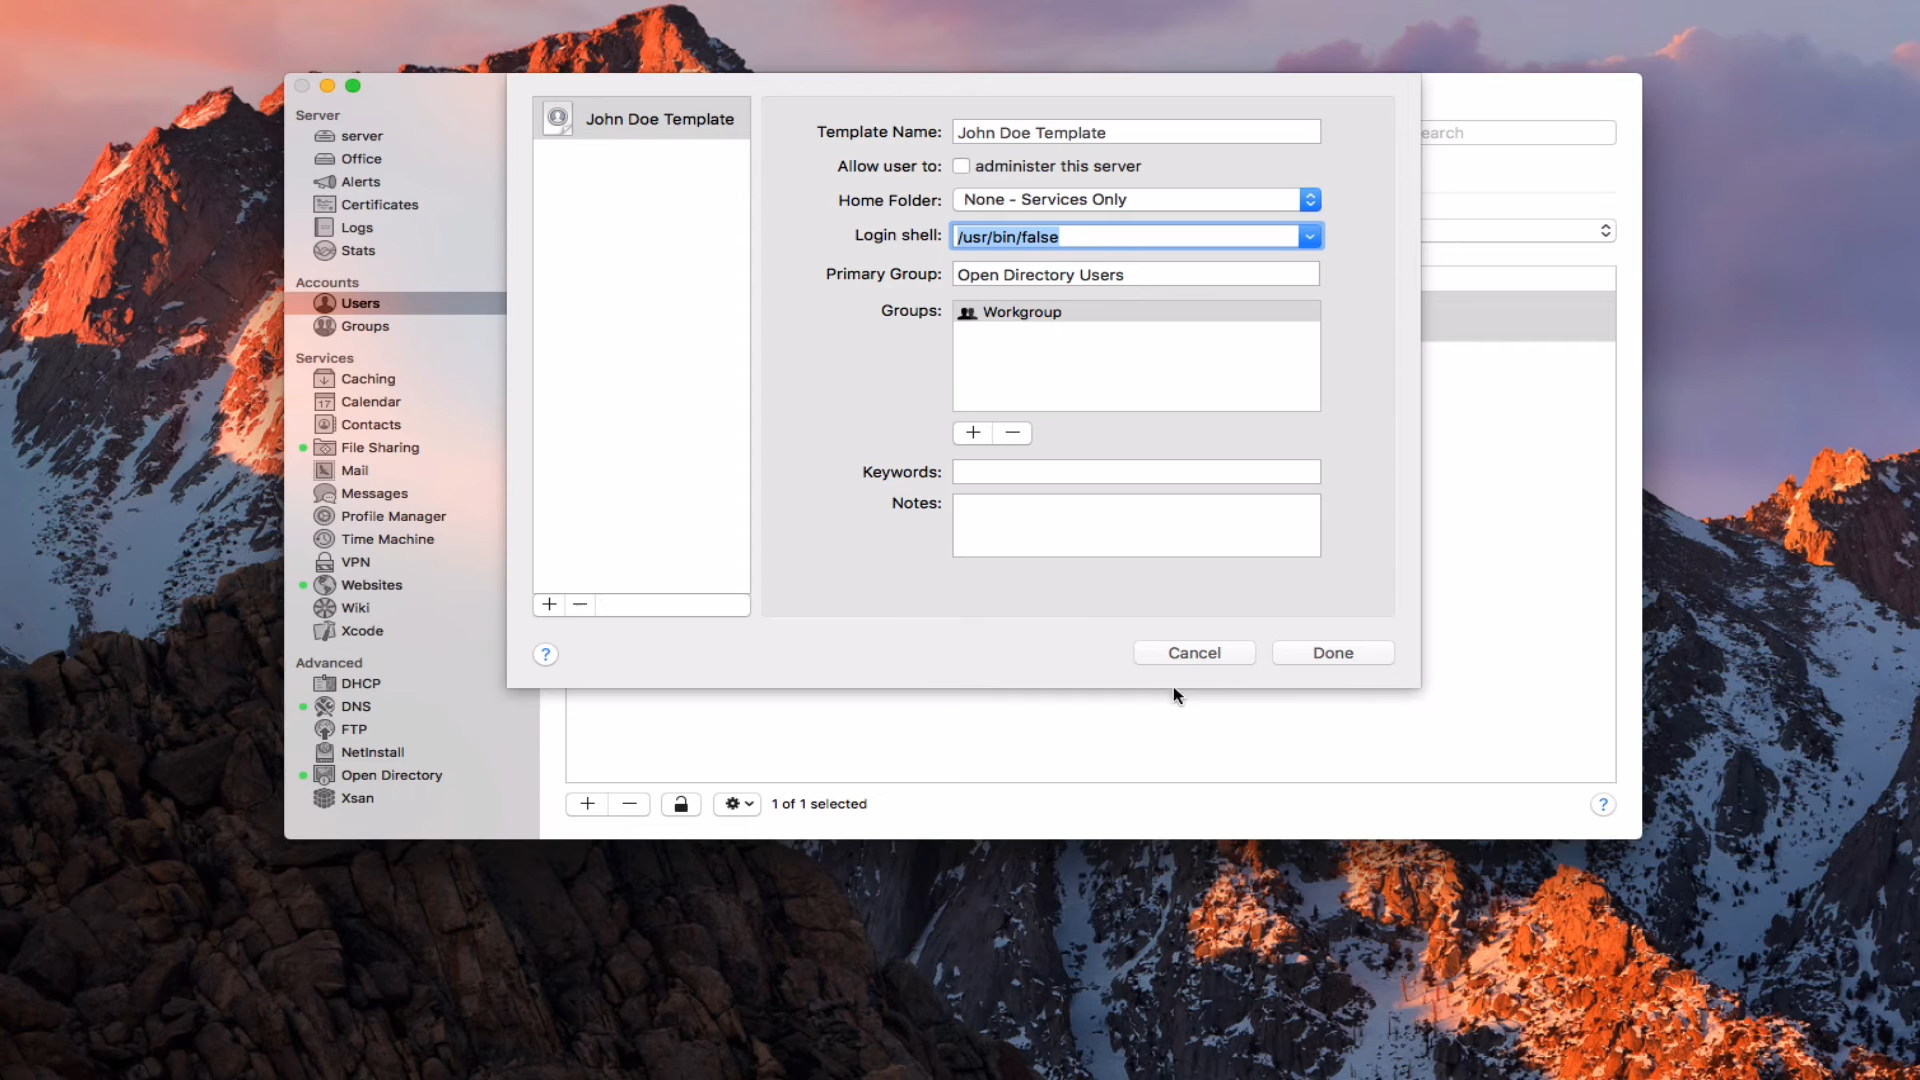 Server
server
Office
Alerts
Certificates
Logs
Stats
Accounts
Users
Groups
Services
Caching
17 Calendar
Contacts
File Sharing
Mail
Messages
Profile Manager
Time Machine
VPN
Websites
Wiki
Xcode
Advanced
DHCP
DNS
FTP
NetInstall
Open Directory
Xsan
John Doe Template
Template Name: John Doe Template
Allow user to: administer this server
Home Folder: None - Services Only
Login shell: /usr/bin/false
Primary Group: Open Directory Users
Groups: Workgroup
+ −
Keywords:
Notes:
+ −
?
Cancel Done
earch
+ − 1 of 1 selected ?